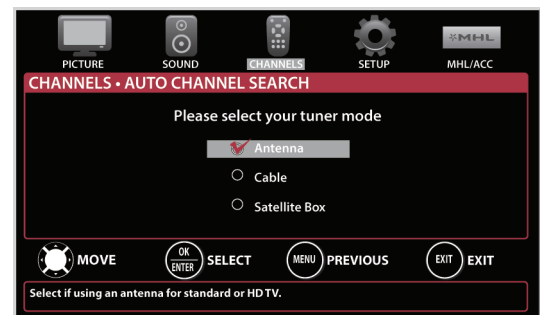 PICTURE SOUND CHANNELS SETUP MHL MHL/ACC
CHANNELS • AUTO CHANNEL SEARCH
Please select your tuner mode
Antenna
Cable
Satellite Box
MOVE OK ENTER SELECT MENU PREVIOUS EXIT EXIT
Select if using an antenna for standard or HD TV.